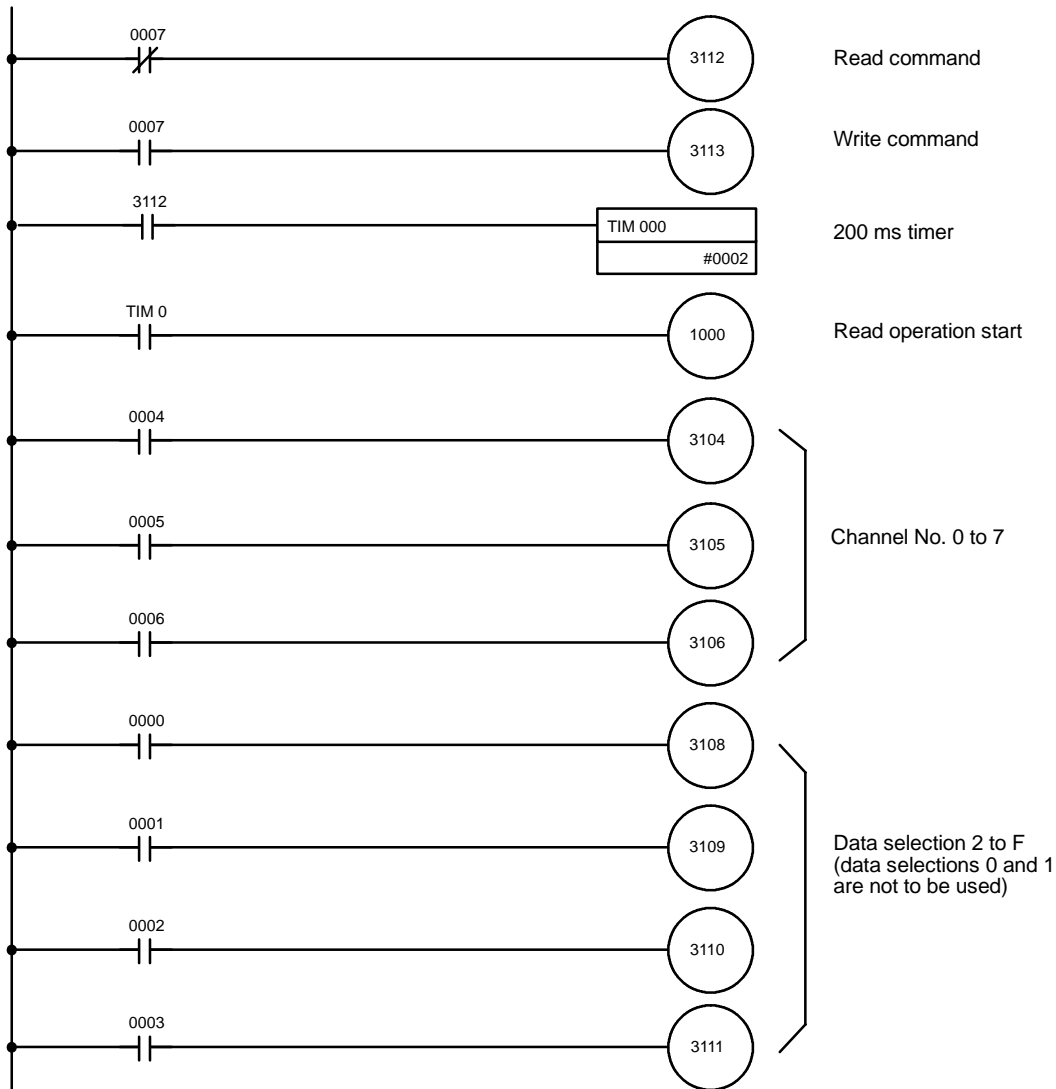 0007
3112
Read command
0007
3113
Write command
3112
TIM 000
#0002
200 ms timer
TIM 0
1000
Read operation start
0004
3104
0005
3105
Channel No. 0 to 7
0006
3106
0000
3108
0001
3109
Data selection 2 to F
(data selections 0 and 1
are not to be used)
0002
3110
0003
3111